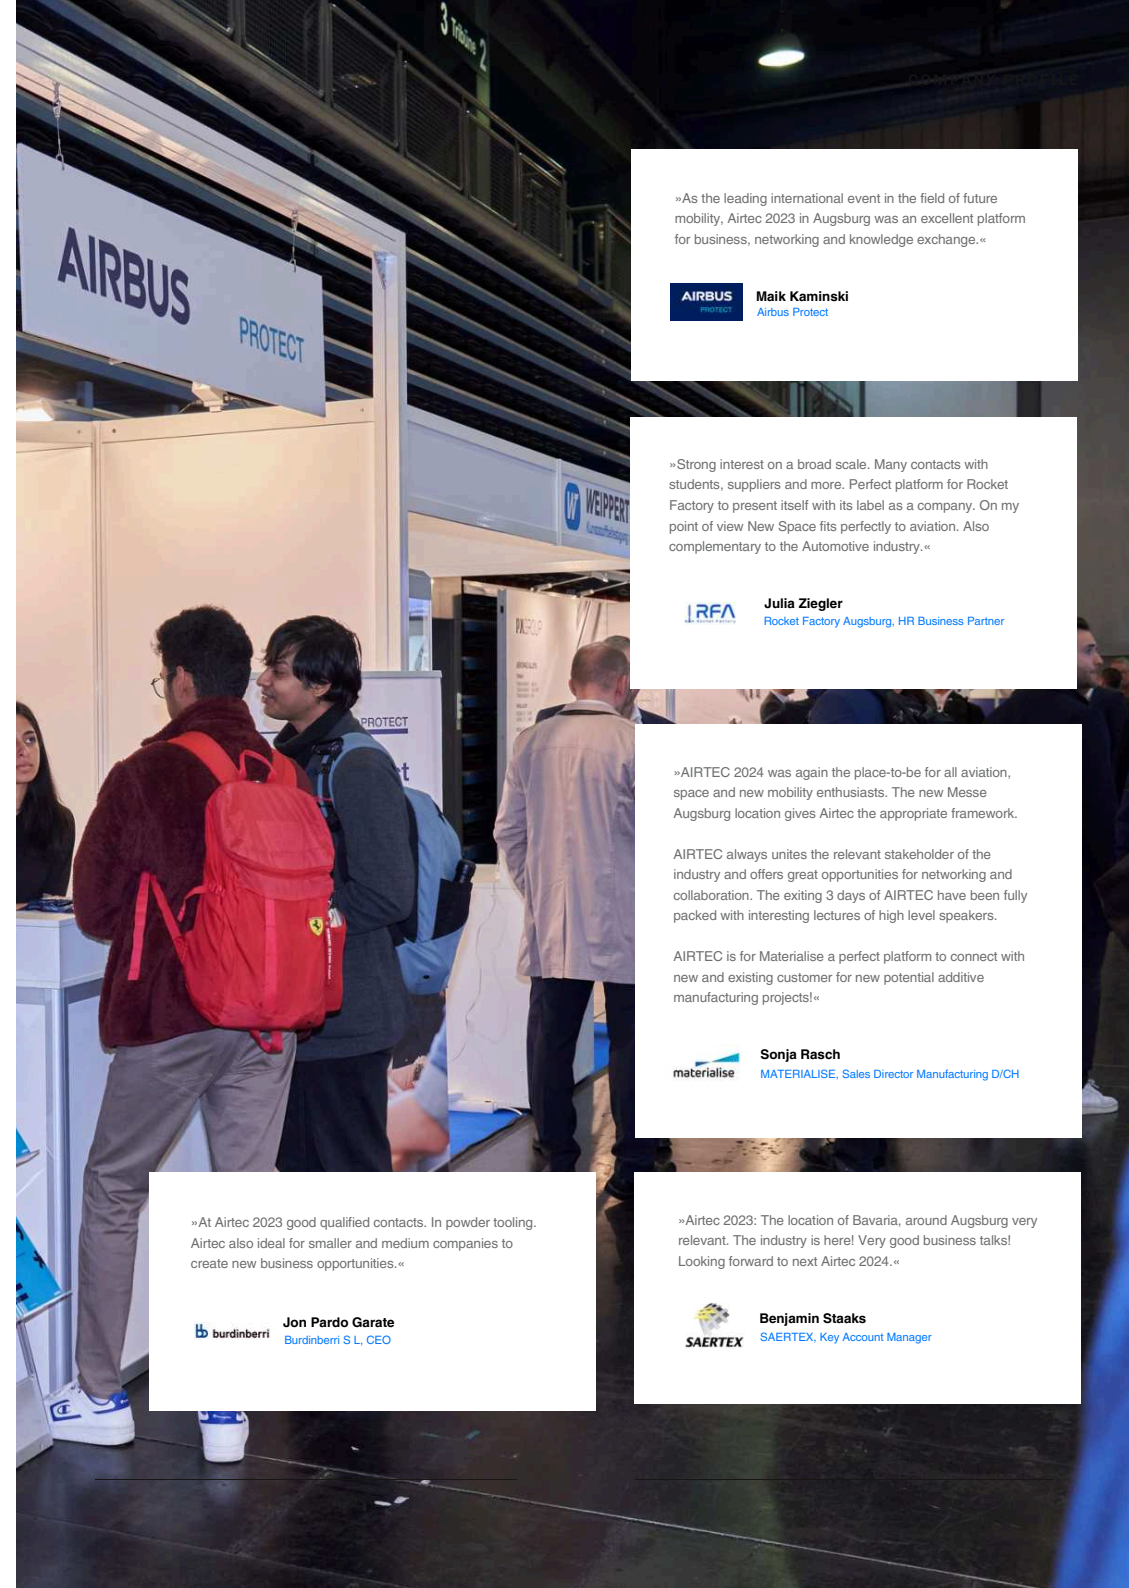 3 Tribüne 2
COMPANY PROFILE
AIRBUS
PROTECT
»As the leading international event in the field of future
mobility, Airtec 2023 in Augsburg was an excellent platform
for business, networking and knowledge exchange.«
AIRBUS
PROTECT
Maik Kaminski
Airbus Protect
WEIPPERT
»Strong interest on a broad scale. Many contacts with
students, suppliers and more. Perfect platform for Rocket
Factory to present itself with its label as a company. On my
point of view New Space fits perfectly to aviation. Also
complementary to the Automotive industry.«
RFA
Julia Ziegler
Rocket Factory Augsburg, HR Business Partner
PROTECT
»AIRTEC 2024 was again the place-to-be for all aviation,
space and new mobility enthusiasts. The new Messe
Augsburg location gives Airtec the appropriate framework.
AIRTEC always unites the relevant stakeholder of the
industry and offers great opportunities for networking and
collaboration. The exiting 3 days of AIRTEC have been fully
packed with interesting lectures of high level speakers.
AIRTEC is for Materialise a perfect platform to connect with
new and existing customer for new potential additive
manufacturing projects!«
materialise
Sonja Rasch
MATERIALISE, Sales Director Manufacturing D/CH
»At Airtec 2023 good qualified contacts. In powder tooling.
Airtec also ideal for smaller and medium companies to
create new business opportunities.«
burdinberri
Jon Pardo Garate
Burdinberri S L, CEO
»Airtec 2023: The location of Bavaria, around Augsburg very
relevant. The industry is here! Very good business talks!
Looking forward to next Airtec 2024.«
SAERTEX
Benjamin Staaks
SAERTEX, Key Account Manager